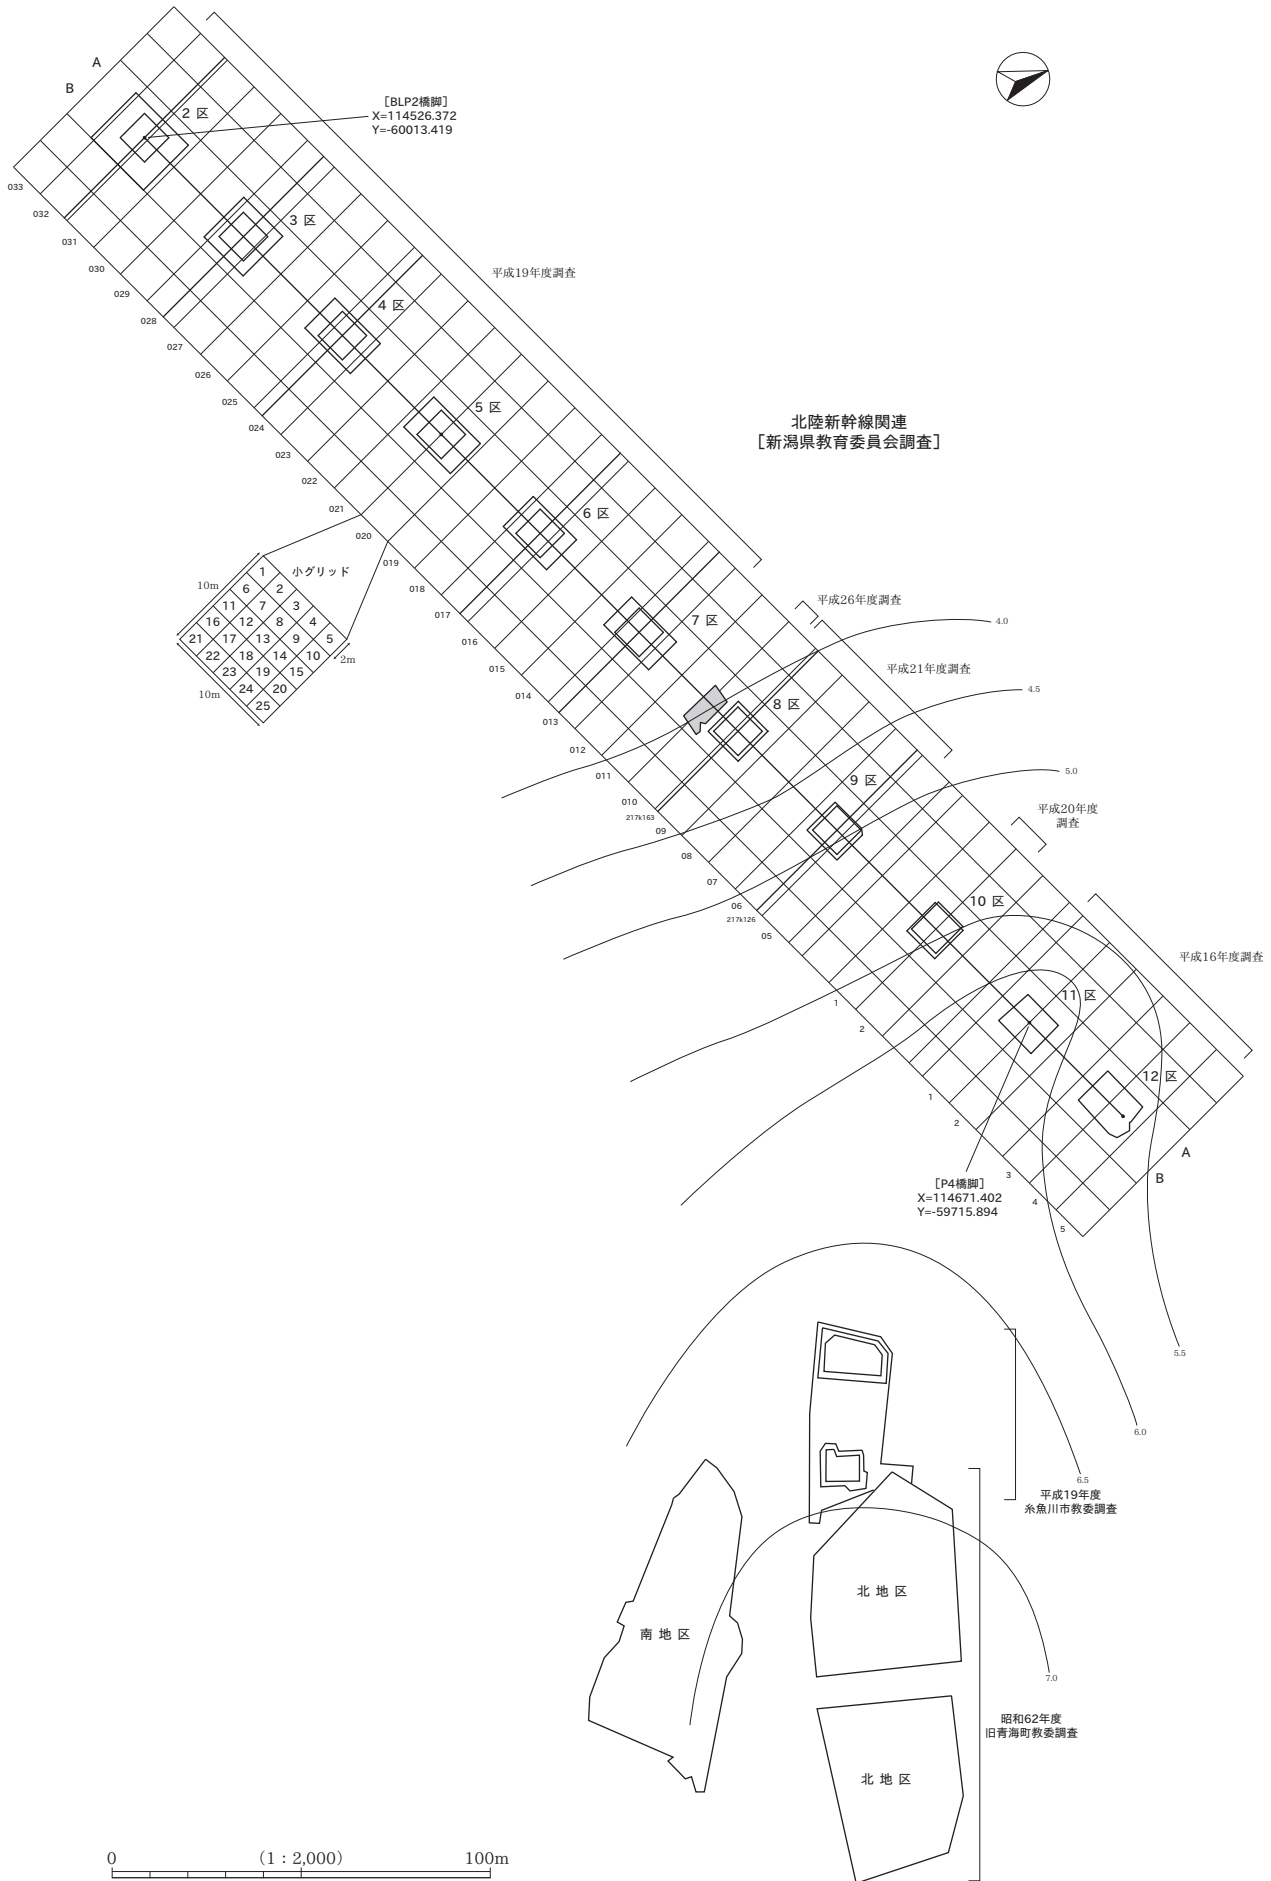 A
B
2 区
[BLP2橋脚]
X=114526.372
Y=-60013.419
033
032
031
030
029
028
027
026
025
024
023
022
021
020
019
018
017
016
015
014
013
012
011
010
217k163
09
08
07
06
217k126
05
1
2
1
2
3
4
5
3 区
4 区
5 区
6 区
7 区
8 区
9 区
10 区
11 区
12 区
A
B
平成19年度調査
北陸新幹線関連
[新潟県教育委員会調査]
小グリッド
10m
1
6 2
11 7 3
16 12 8 4
21 17 13 9 5
22 18 14 10
23 19 15
24 20
25
2m
10m
平成26年度調査
4.0
平成21年度調査
4.5
5.0
平成20年度
調査
平成16年度調査
[P4橋脚]
X=114671.402
Y=-59715.894
5.5
6.0
6.5
平成19年度
糸魚川市教委調査
北 地 区
南 地 区
7.0
昭和62年度
旧青海町教委調査
北 地 区
0 (1:2,000) 100m